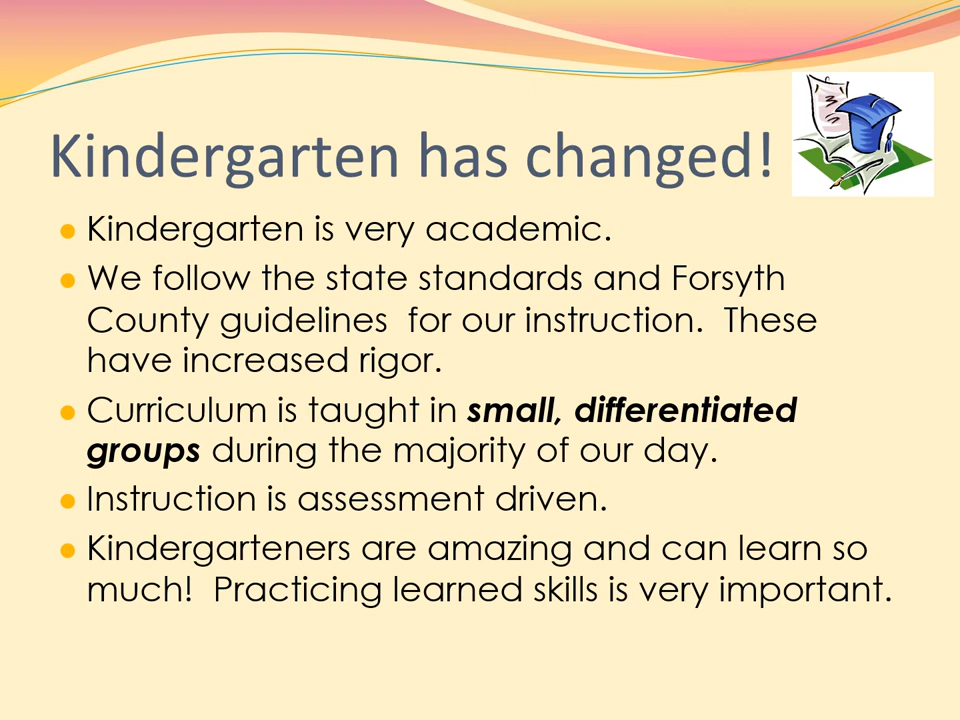 Kindergarten has changed!
● Kindergarten is very academic.
● We follow the state standards and Forsyth
County guidelines  for our instruction.  These
have increased rigor.
● Curriculum is taught in small, differentiated
groups during the majority of our day.
● Instruction is assessment driven.
● Kindergarteners are amazing and can learn so
much!  Practicing learned skills is very important.